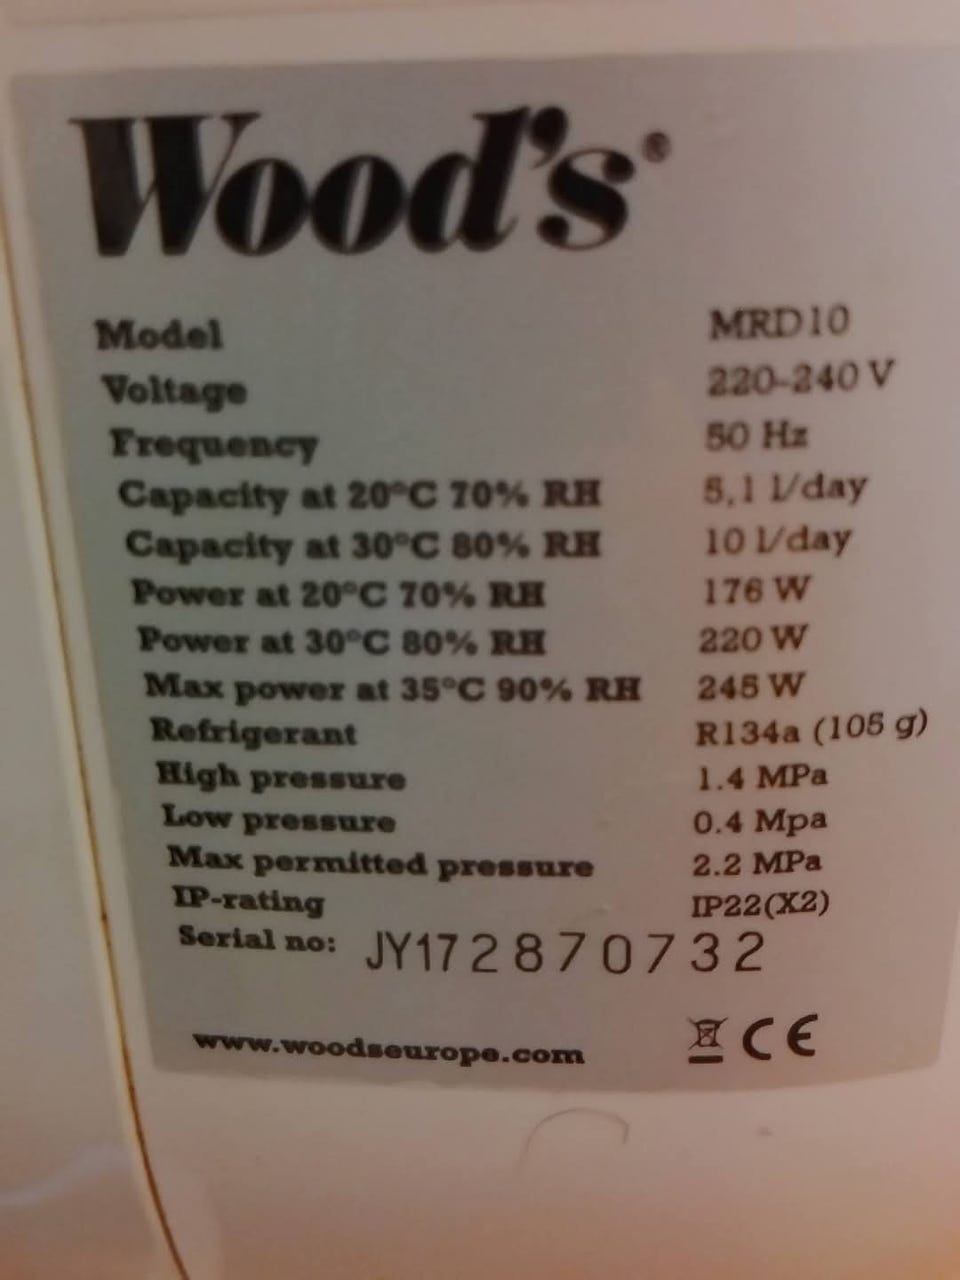 Wood's®
Model MRD10
Voltage 220-240 V
Frequency 50 Hz
Capacity at 20°C 70% RH 5,1 l/day
Capacity at 30°C 80% RH 10 l/day
Power at 20°C 70% RH 176 W
Power at 30°C 80% RH 220 W
Max power at 35°C 90% RH 245 W
Refrigerant R134a (105 g)
High pressure 1.4 MPa
Low pressure 0.4 Mpa
Max permitted pressure 2.2 MPa
IP-rating IP22(X2)
Serial no: JY172870732
www.woodseurope.com CE